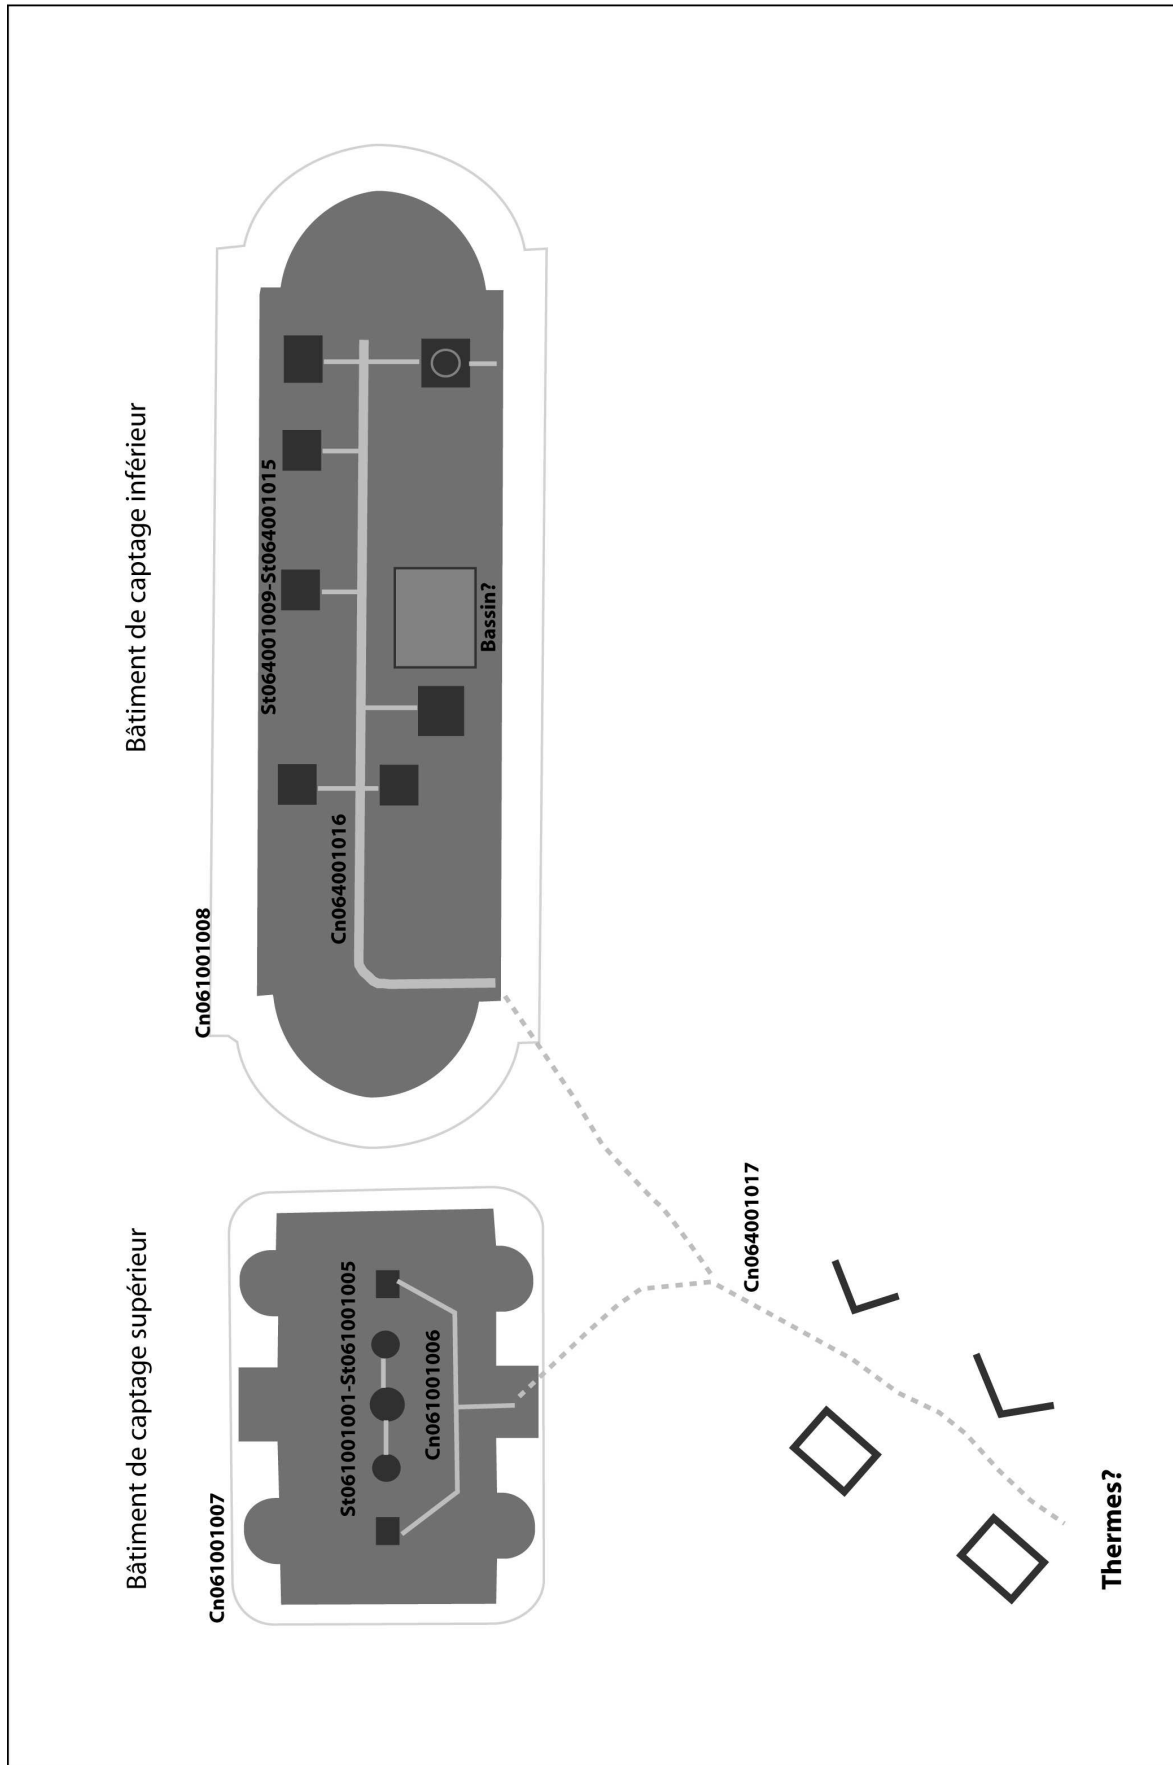 Bâtiment de captage supérieur
Bâtiment de captage inférieur
Cn061001007
Cn061001008
St061001001-St061001005
St064001009-St064001015
Cn061001006
Cn064001016
Bassin?
Cn064001017
Thermes?